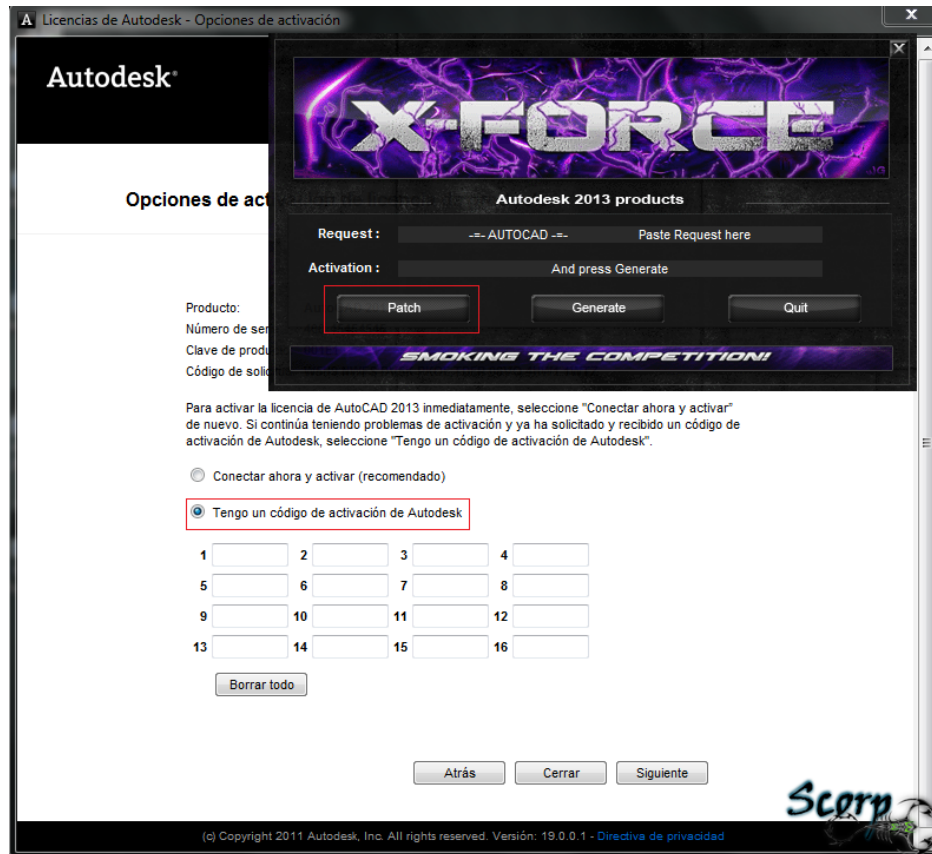 Licencias de Autodesk - Opciones de activación
Autodesk
X-FORCE
Autodesk 2013 products
Opciones de act
Request :
-=- AUTOCAD -=- Paste Request here
Activation :
And press Generate
Patch Generate Quit
SMOKING THE COMPETITION!
Producto:
Número de ser
Clave de produ
Código de solic
Para activar la licencia de AutoCAD 2013 inmediatamente, seleccione "Conectar ahora y activar"
de nuevo. Si continúa teniendo problemas de activación y ya ha solicitado y recibido un código de
activación de Autodesk, seleccione "Tengo un código de activación de Autodesk".
Conectar ahora y activar (recomendado)
Tengo un código de activación de Autodesk
1 2 3 4
5 6 7 8
9 10 11 12
13 14 15 16
Borrar todo
Atrás Cerrar Siguiente
Scorp
(c) Copyright 2011 Autodesk, Inc. All rights reserved. Versión: 19.0.0.1 - Directiva de privacidad